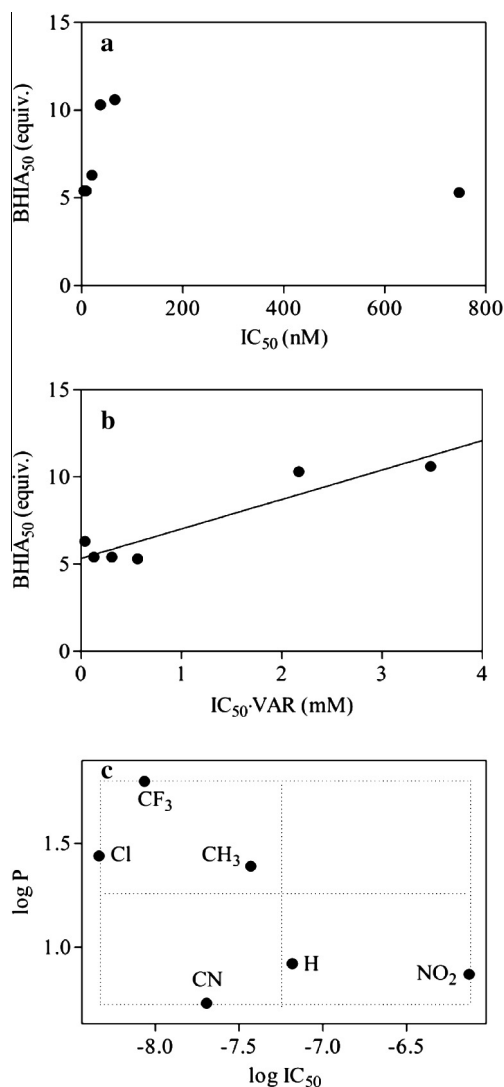 a
15
10
5
0
BHIA50 (equiv.)
0 200 400 600 800
IC50 (nM)
b
15
10
5
0
BHIA50 (equiv.)
0 1 2 3 4
IC50·VAR (mM)
c
CF3
1.5
Cl
CH3
log P
1.0
H
NO2
CN
-8.0 -7.5 -7.0 -6.5
log IC50